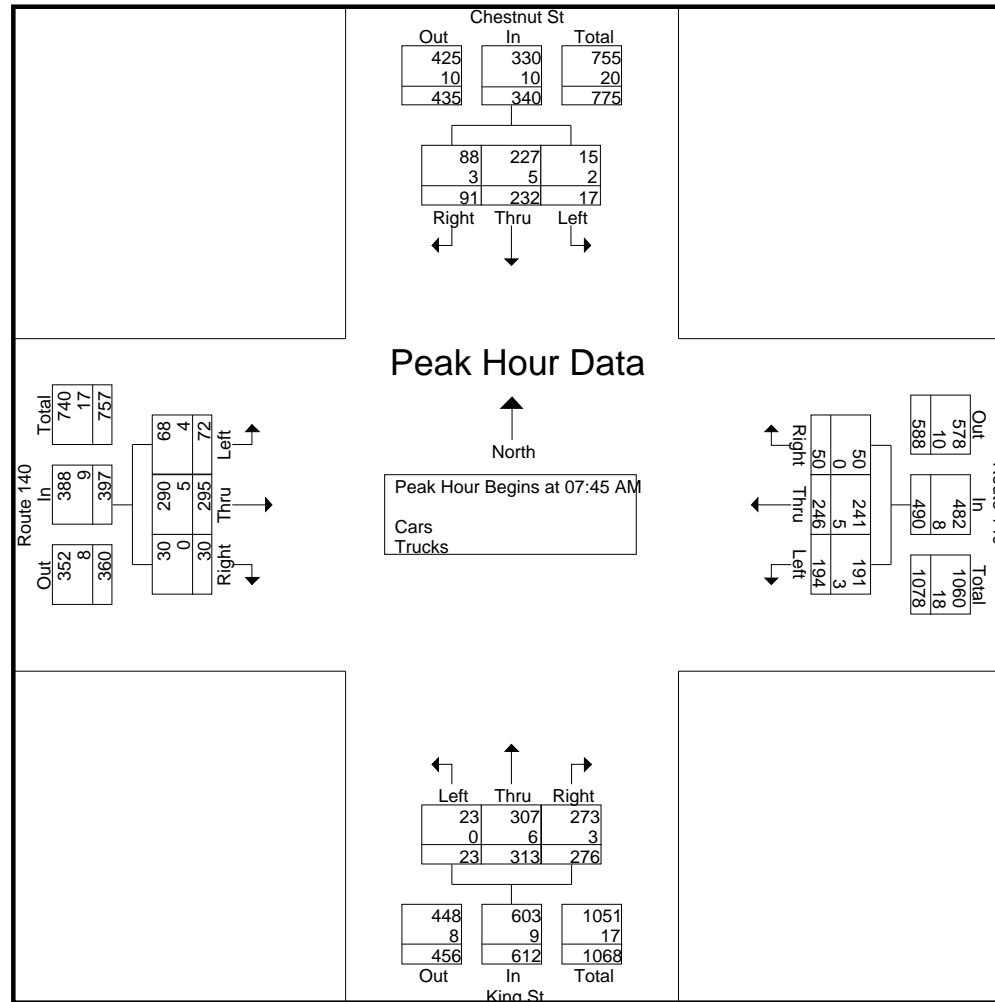 Chestnut St
Out In Total
425 330 755
10 10 20
435 340 775
88 227 15
3 5 2
91 232 17
Right Thru Left
Peak Hour Data
North
Peak Hour Begins at 07:45 AM
Cars
Trucks
Route 140
Total In Out
740 388 352
17 9 8
757 397 360
68 290 30
4 5 0
72 295 30
Left Thru Right
Out In Total
578 482 1060
10 8 18
588 490 1078
50 241 191
0 5 3
50 246 194
Right Thru Left
Left Thru Right
23 307 273
0 6 3
23 313 276
448 603 1051
8 9 17
456 612 1068
Out In Total
King St